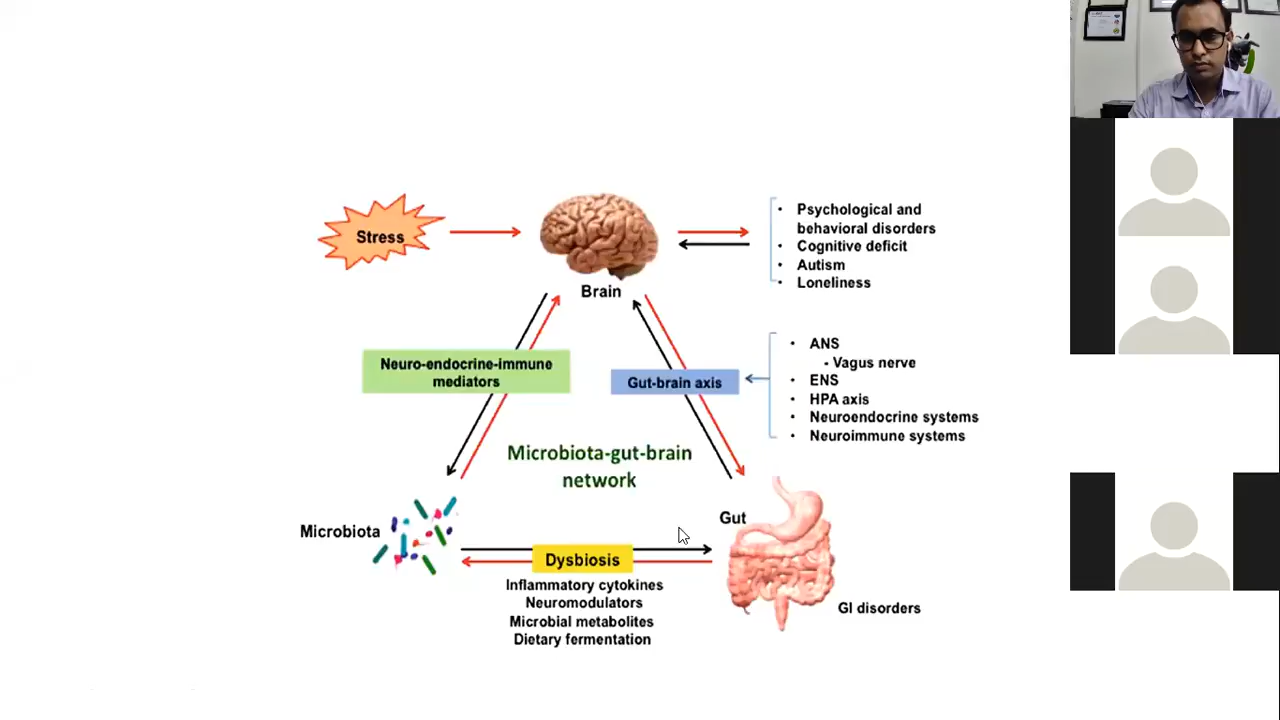 Stress
Brain
• Psychological and
behavioral disorders
• Cognitive deficit
• Autism
• Loneliness
Neuro-endocrine-immune
mediators
Gut-brain axis
• ANS
- Vagus nerve
• ENS
• HPA axis
• Neuroendocrine systems
• Neuroimmune systems
Microbiota-gut-brain
network
Microbiota
Gut
Dysbiosis
Inflammatory cytokines
Neuromodulators
Microbial metabolites
Dietary fermentation
GI disorders